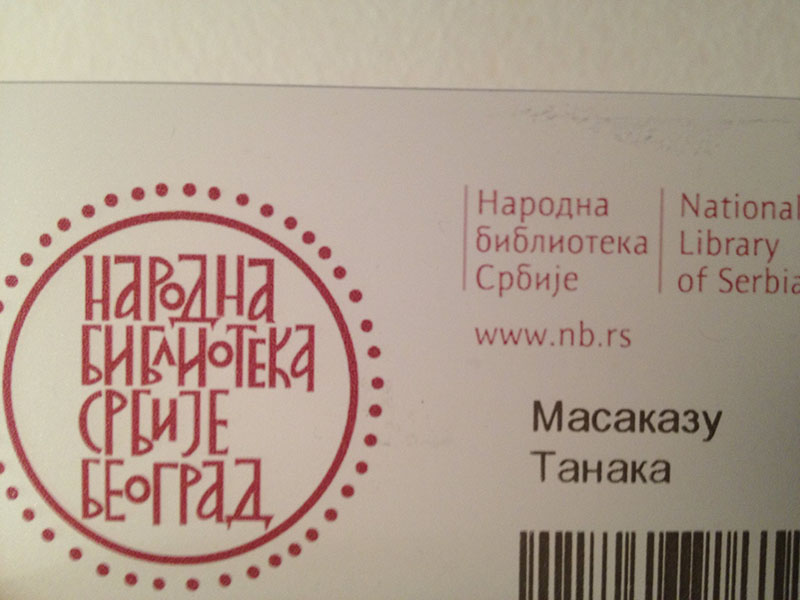 НАРОДНА
БИБЛИОТЕКА
СРБИЈЕ
БЕОГРАД
Народна
библиотека
Србије
National
Library
of Serbia
www.nb.rs
Масаказу
Танака